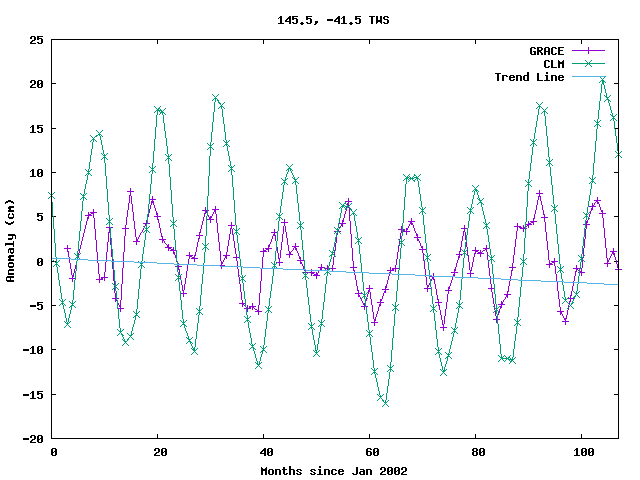 145.5, -41.5 TWS
GRACE
CLM
Trend Line
Anomaly (cm)
25
20
15
10
5
0
-5
-10
-15
-20
0 20 40 60 80 100
Months since Jan 2002